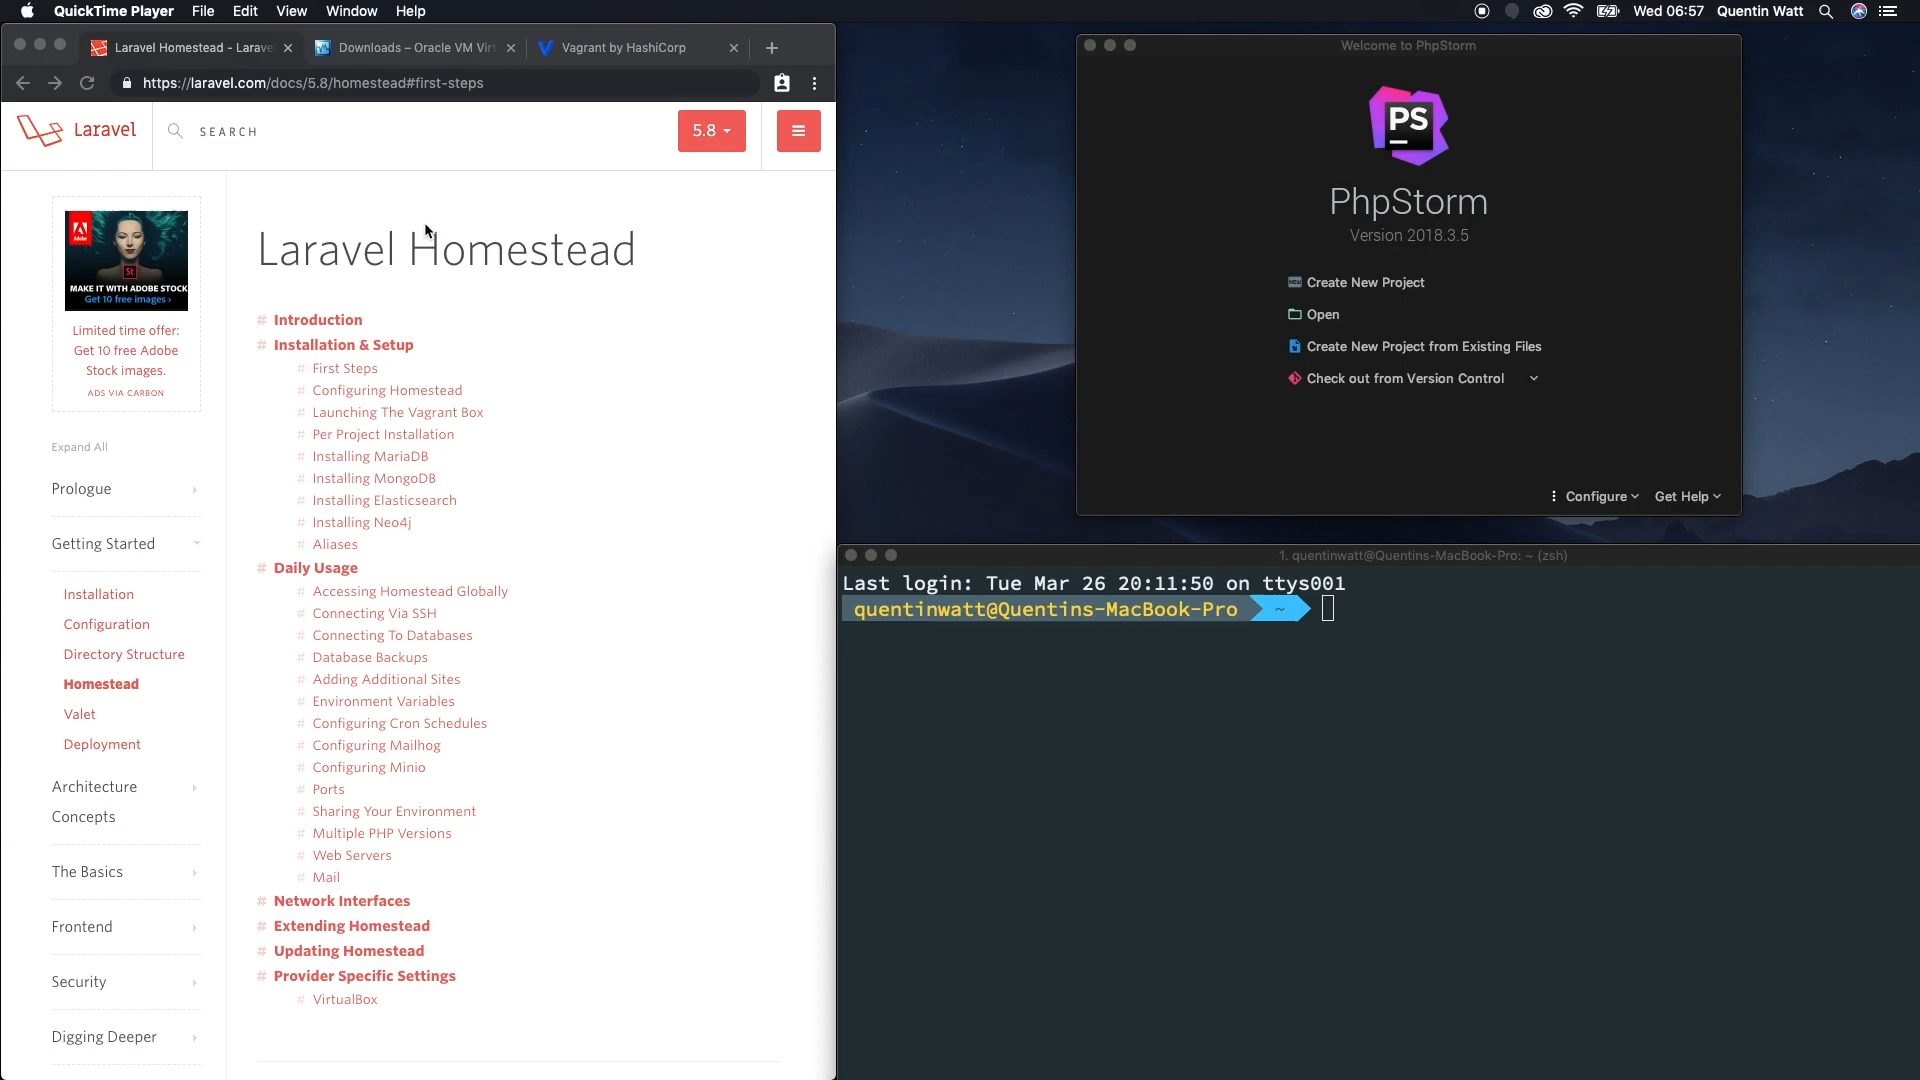 QuickTime Player File Edit View Window Help
Wed 06:57 Quentin Watt
Laravel Homestead - Larave
Downloads – Oracle VM Virt
Vagrant by HashiCorp
https://laravel.com/docs/5.8/homestead#first-steps
Laravel
SEARCH
5.8
Adobe
St
MAKE IT WITH ADOBE STOCK
Get 10 free images ›
Limited time offer:
Get 10 free Adobe
Stock images.
ADS VIA CARBON
Expand All
Prologue
Getting Started
Installation
Configuration
Directory Structure
Homestead
Valet
Deployment
Architecture
Concepts
The Basics
Frontend
Security
Digging Deeper
Laravel Homestead
# Introduction
# Installation & Setup
# First Steps
# Configuring Homestead
# Launching The Vagrant Box
# Per Project Installation
# Installing MariaDB
# Installing MongoDB
# Installing Elasticsearch
# Installing Neo4j
# Aliases
# Daily Usage
# Accessing Homestead Globally
# Connecting Via SSH
# Connecting To Databases
# Database Backups
# Adding Additional Sites
# Environment Variables
# Configuring Cron Schedules
# Configuring Mailhog
# Configuring Minio
# Ports
# Sharing Your Environment
# Multiple PHP Versions
# Web Servers
# Mail
# Network Interfaces
# Extending Homestead
# Updating Homestead
# Provider Specific Settings
# VirtualBox
Welcome to PhpStorm
PS
PhpStorm
Version 2018.3.5
Create New Project
Open
Create New Project from Existing Files
Check out from Version Control
Configure
Get Help
1. quentinwatt@Quentins-MacBook-Pro: ~ (zsh)
Last login: Tue Mar 26 20:11:50 on ttys001
quentinwatt@Quentins-MacBook-Pro ~